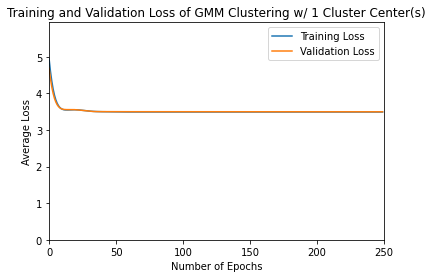 Training and Validation Loss of GMM Clustering w/ 1 Cluster Center(s)
Training Loss
Validation Loss
Average Loss
5
4
3
2
1
0
0 50 100 150 200 250
Number of Epochs